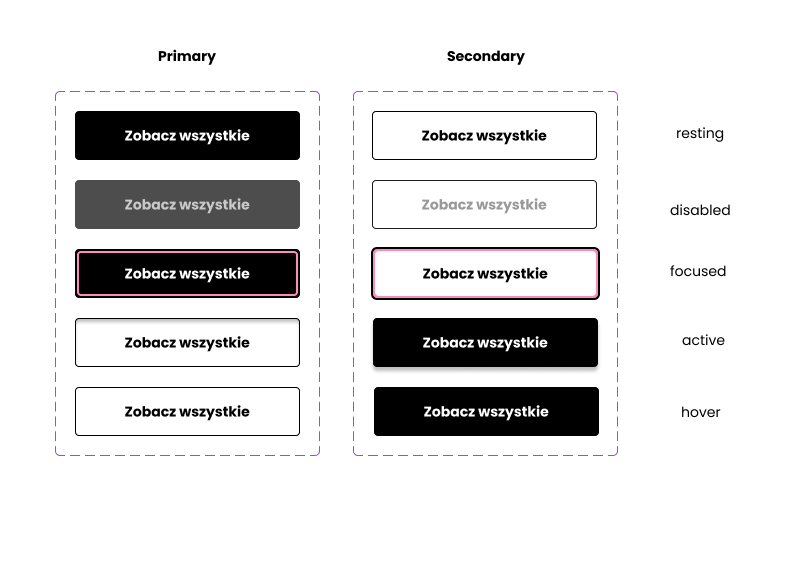 Primary
Secondary
Zobacz wszystkie
Zobacz wszystkie
resting
Zobacz wszystkie
Zobacz wszystkie
disabled
Zobacz wszystkie
Zobacz wszystkie
focused
Zobacz wszystkie
Zobacz wszystkie
active
Zobacz wszystkie
Zobacz wszystkie
hover